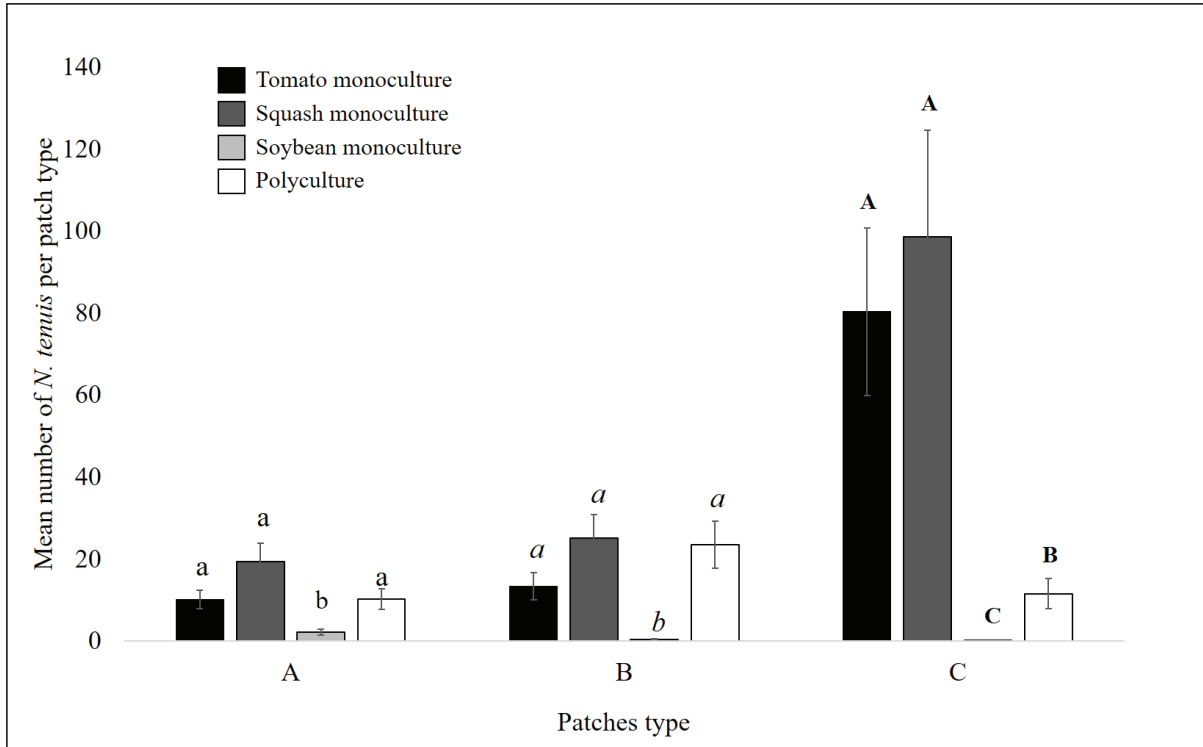 Mean number of N. tenuis per patch type
140
120
100
80
60
40
20
0
Tomato monoculture
Squash monoculture
Soybean monoculture
Polyculture
a
a
b
a
a
a
b
a
A
A
C
B
A
B
C
Patches type